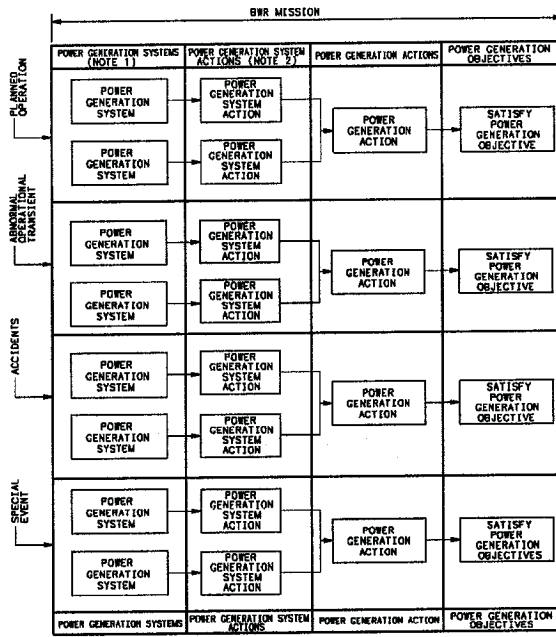 BWR MISSION
POWER GENERATION SYSTEMS
(NOTE 1)
POWER GENERATION SYSTEM
ACTIONS (NOTE 2)
POWER GENERATION ACTIONS
POWER GENERATION
OBJECTIVES
PLANNED
OPERATION
POWER
GENERATION
SYSTEM
POWER
GENERATION
SYSTEM
ACTION
POWER
GENERATION
SYSTEM
POWER
GENERATION
SYSTEM
ACTION
POWER
GENERATION
ACTION
SATISFY
POWER
GENERATION
OBJECTIVE
ABNORMAL
OPERATIONAL
TRANSIENT
POWER
GENERATION
SYSTEM
POWER
GENERATION
SYSTEM
ACTION
POWER
GENERATION
SYSTEM
POWER
GENERATION
SYSTEM
ACTION
POWER
GENERATION
ACTION
SATISFY
POWER
GENERATION
OBJECTIVE
ACCIDENTS
POWER
GENERATION
SYSTEM
POWER
GENERATION
SYSTEM
ACTION
POWER
GENERATION
SYSTEM
POWER
GENERATION
SYSTEM
ACTION
POWER
GENERATION
ACTION
SATISFY
POWER
GENERATION
OBJECTIVE
SPECIAL
EVENT
POWER
GENERATION
SYSTEM
POWER
GENERATION
SYSTEM
ACTION
POWER
GENERATION
SYSTEM
POWER
GENERATION
SYSTEM
ACTION
POWER
GENERATION
ACTION
SATISFY
POWER
GENERATION
OBJECTIVES
POWER GENERATION SYSTEMS
POWER GENERATION SYSTEM
ACTIONS
POWER GENERATION ACTION
POWER GENERATION
OBJECTIVES